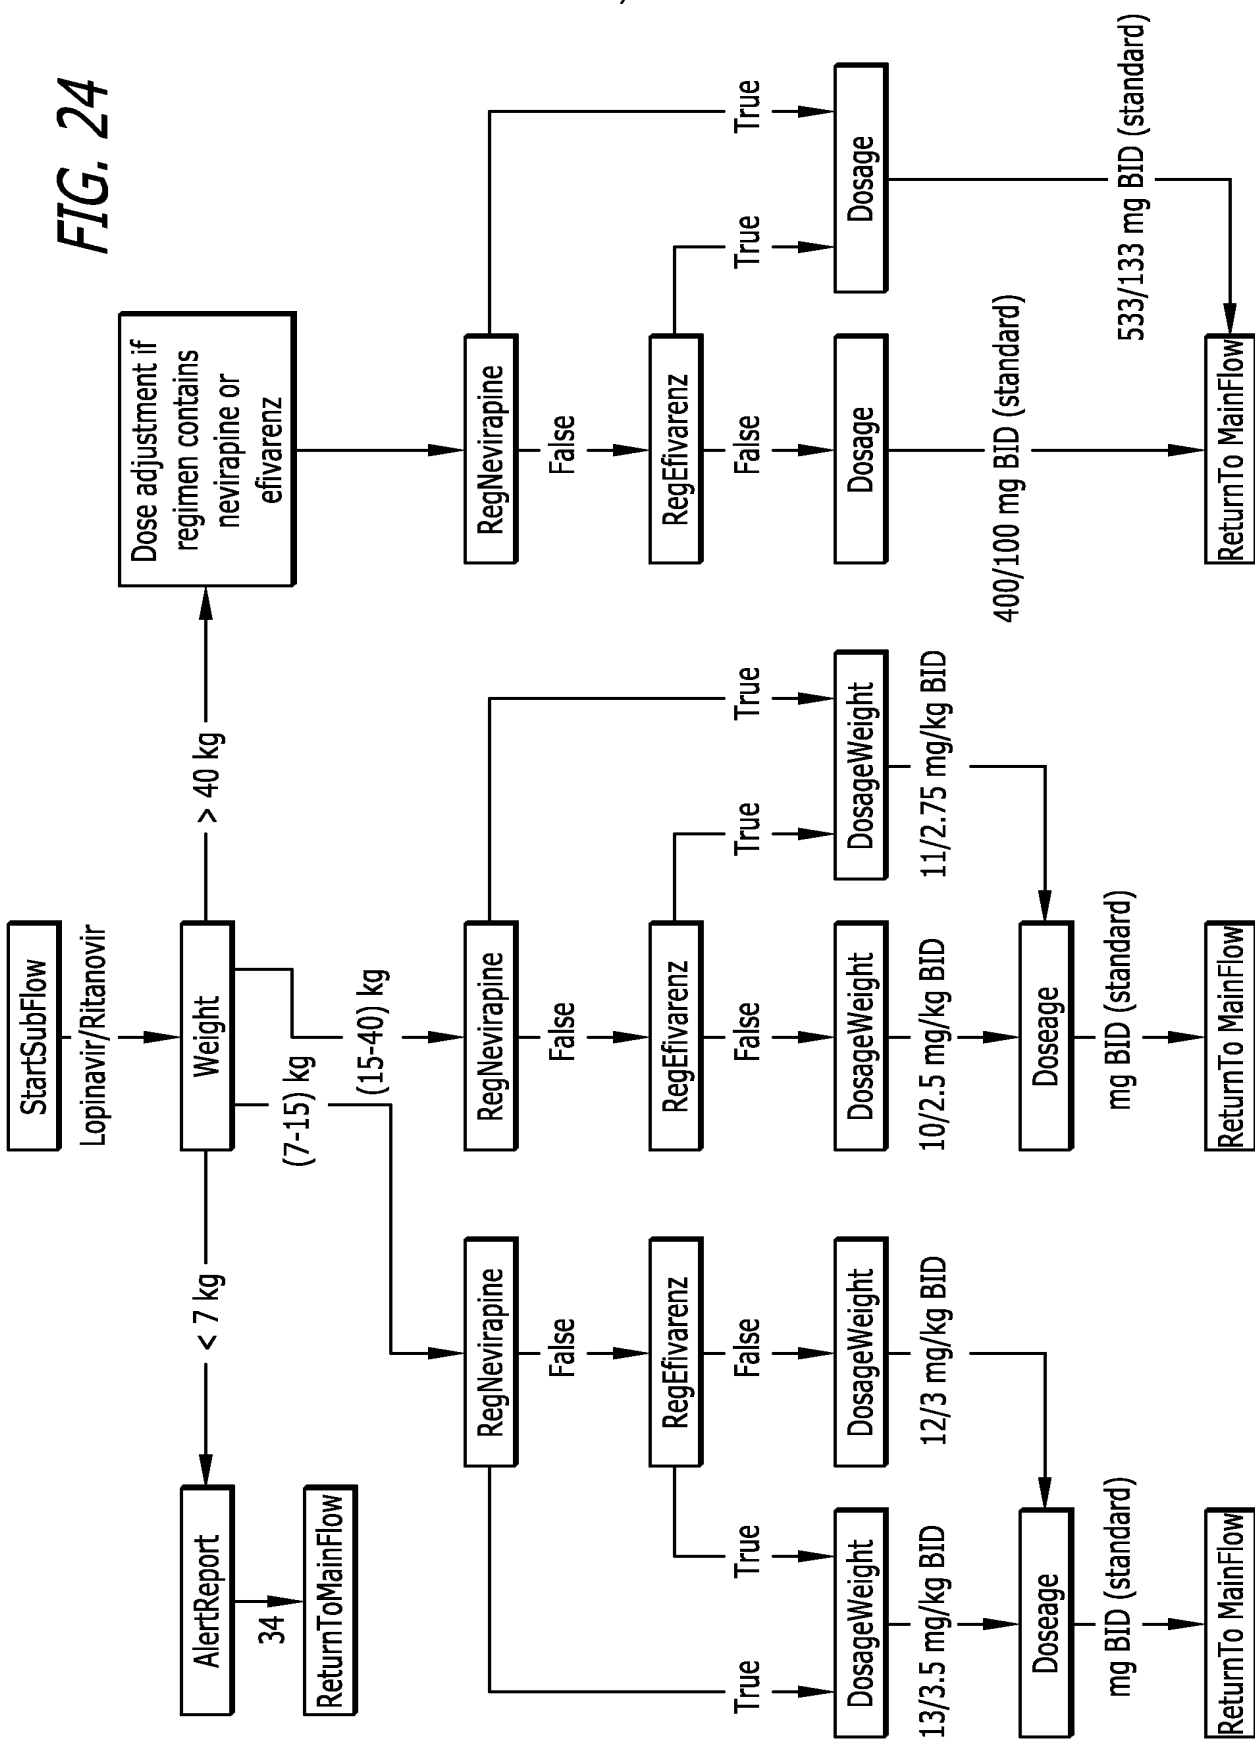 FIG. 24
StartSubFlow
Lopinavir/Ritanovir
Weight
< 7 kg
(7-15) kg
(15-40) kg
> 40 kg
AlertReport
34
ReturnToMainFlow
Dose adjustment if
regimen contains
nevirapine or
efivarenz
RegNevirapine
True
False
RegEfivarenz
True
False
DosageWeight
13/3.5 mg/kg BID
DosageWeight
12/3 mg/kg BID
Doseage
mg BID (standard)
ReturnTo MainFlow
RegNevirapine
False
True
RegEfivarenz
False
True
DosageWeight
10/2.5 mg/kg BID
DosageWeight
11/2.75 mg/kg BID
Doseage
mg BID (standard)
ReturnTo MainFlow
RegNevirapine
False
True
RegEfivarenz
False
True
Dosage
400/100 mg BID (standard)
Dosage
533/133 mg BID (standard)
ReturnTo MainFlow